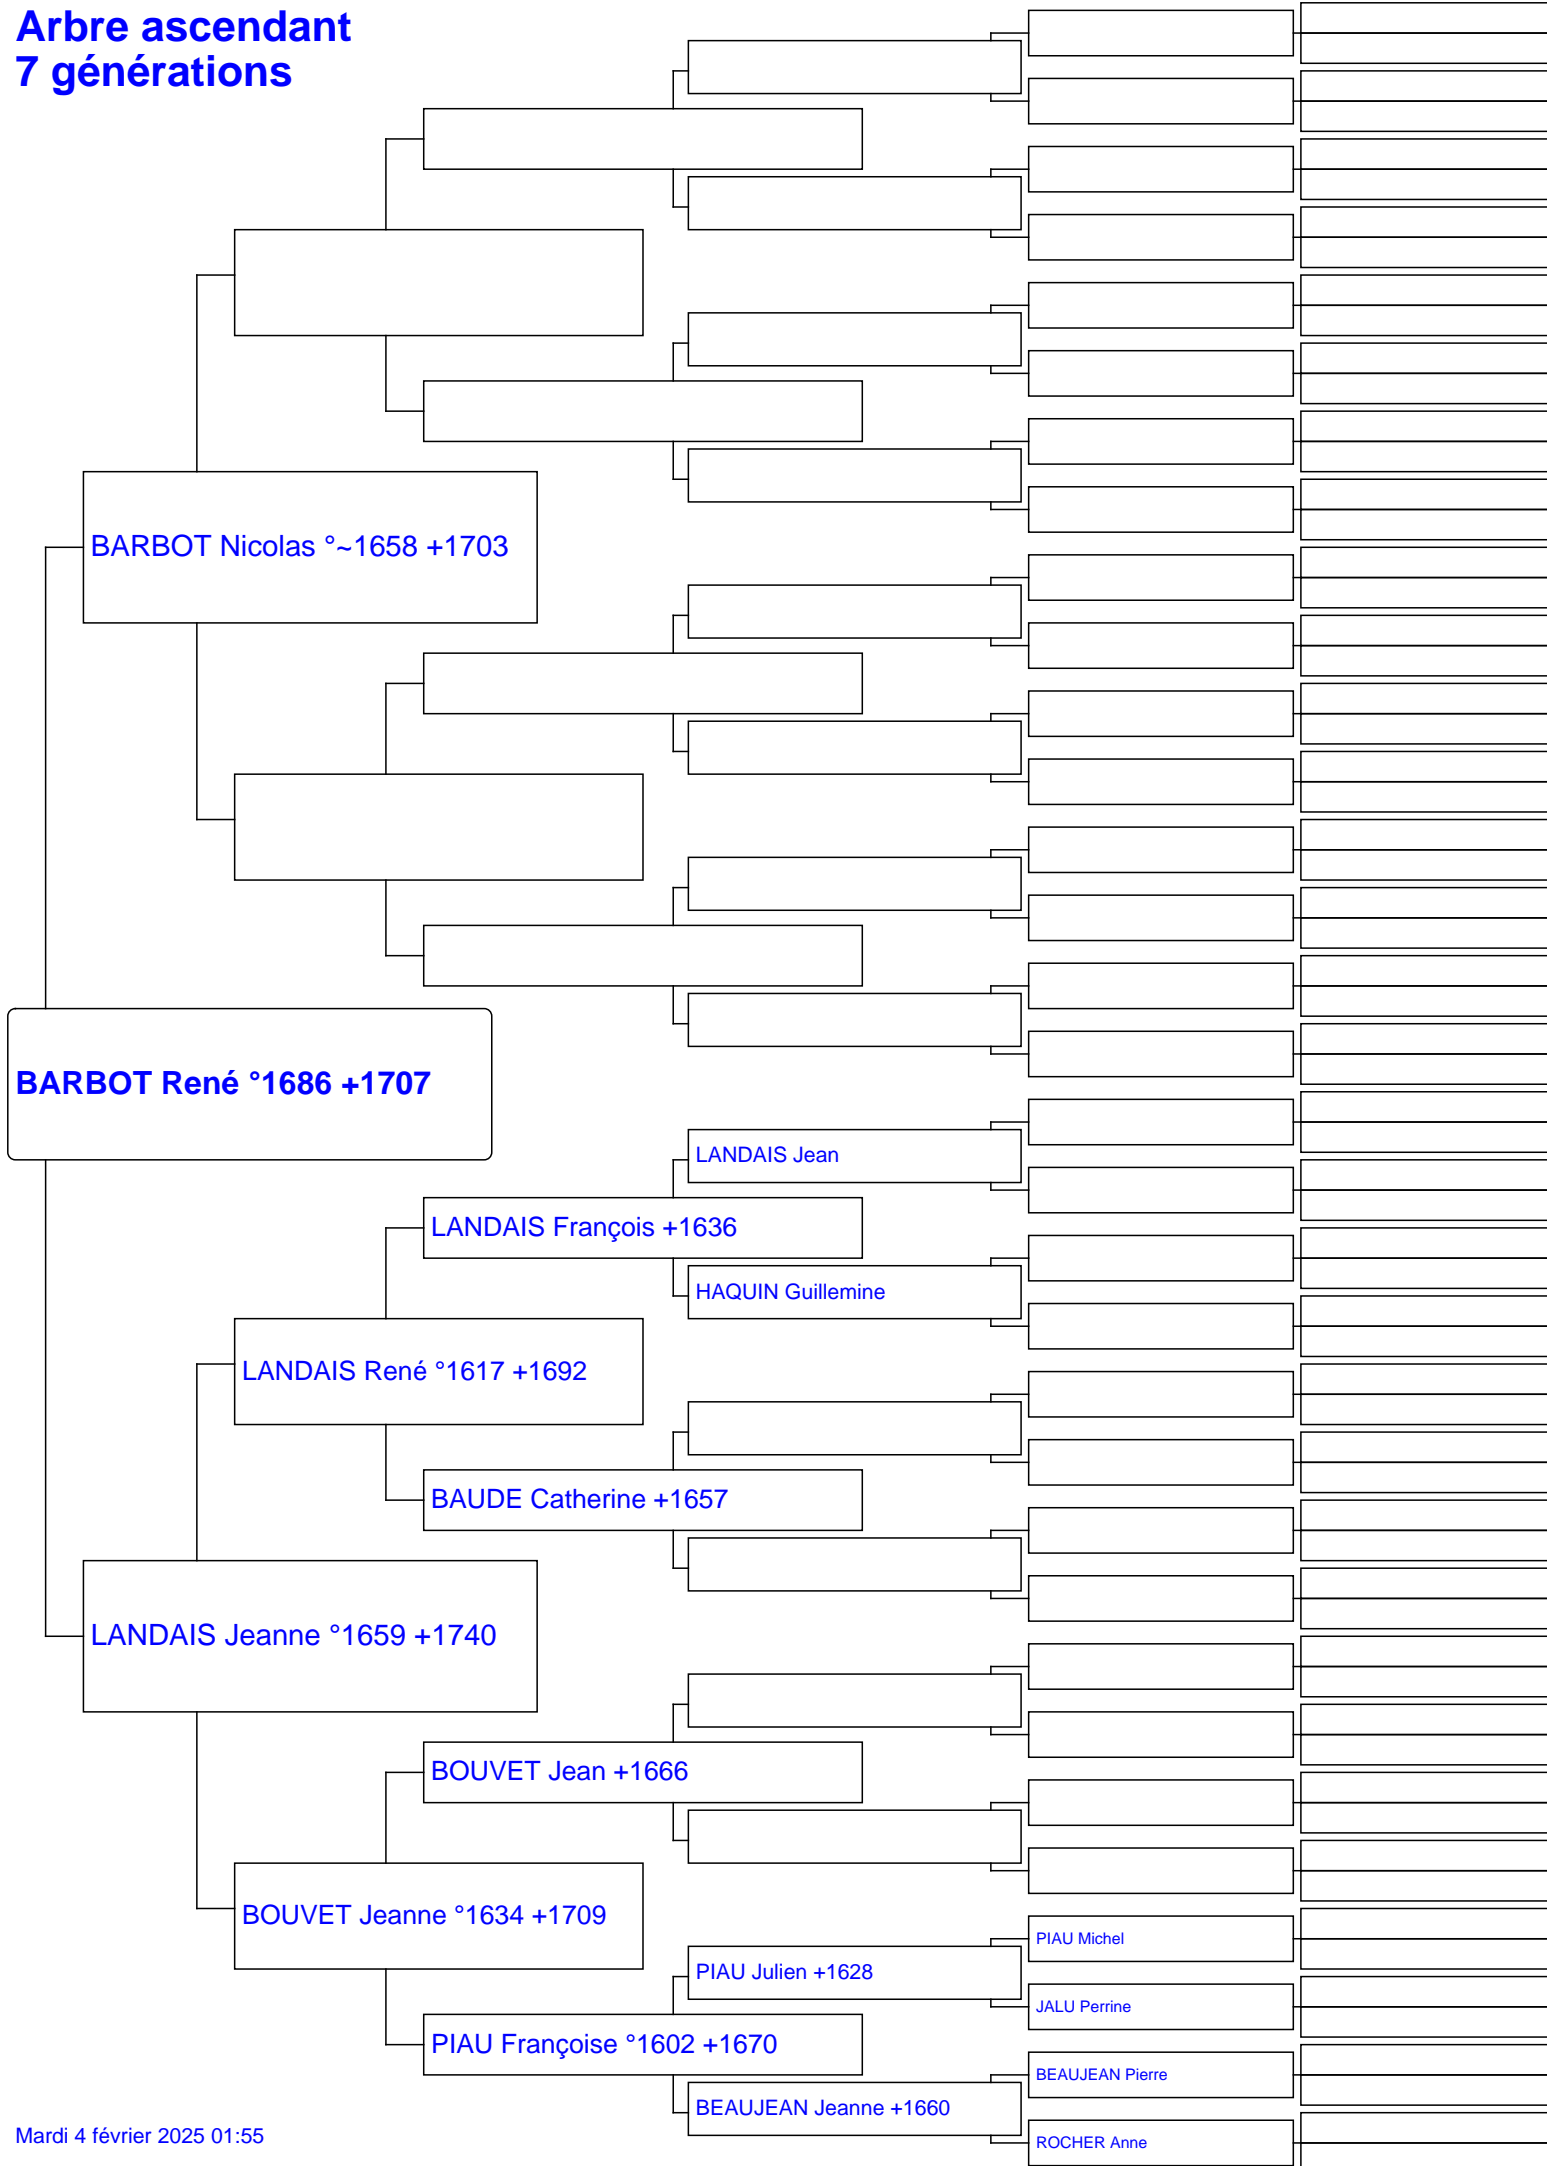 Arbre ascendant
7 générations
BARBOT Nicolas °~1658 +1703
BARBOT René °1686 +1707
LANDAIS Jean
LANDAIS François +1636
HAQUIN Guillemine
LANDAIS René °1617 +1692
BAUDE Catherine +1657
LANDAIS Jeanne °1659 +1740
BOUVET Jean +1666
BOUVET Jeanne °1634 +1709
PIAU Michel
PIAU Julien +1628
JALU Perrine
PIAU Françoise °1602 +1670
BEAUJEAN Pierre
BEAUJEAN Jeanne +1660
ROCHER Anne
Mardi 4 février 2025 01:55